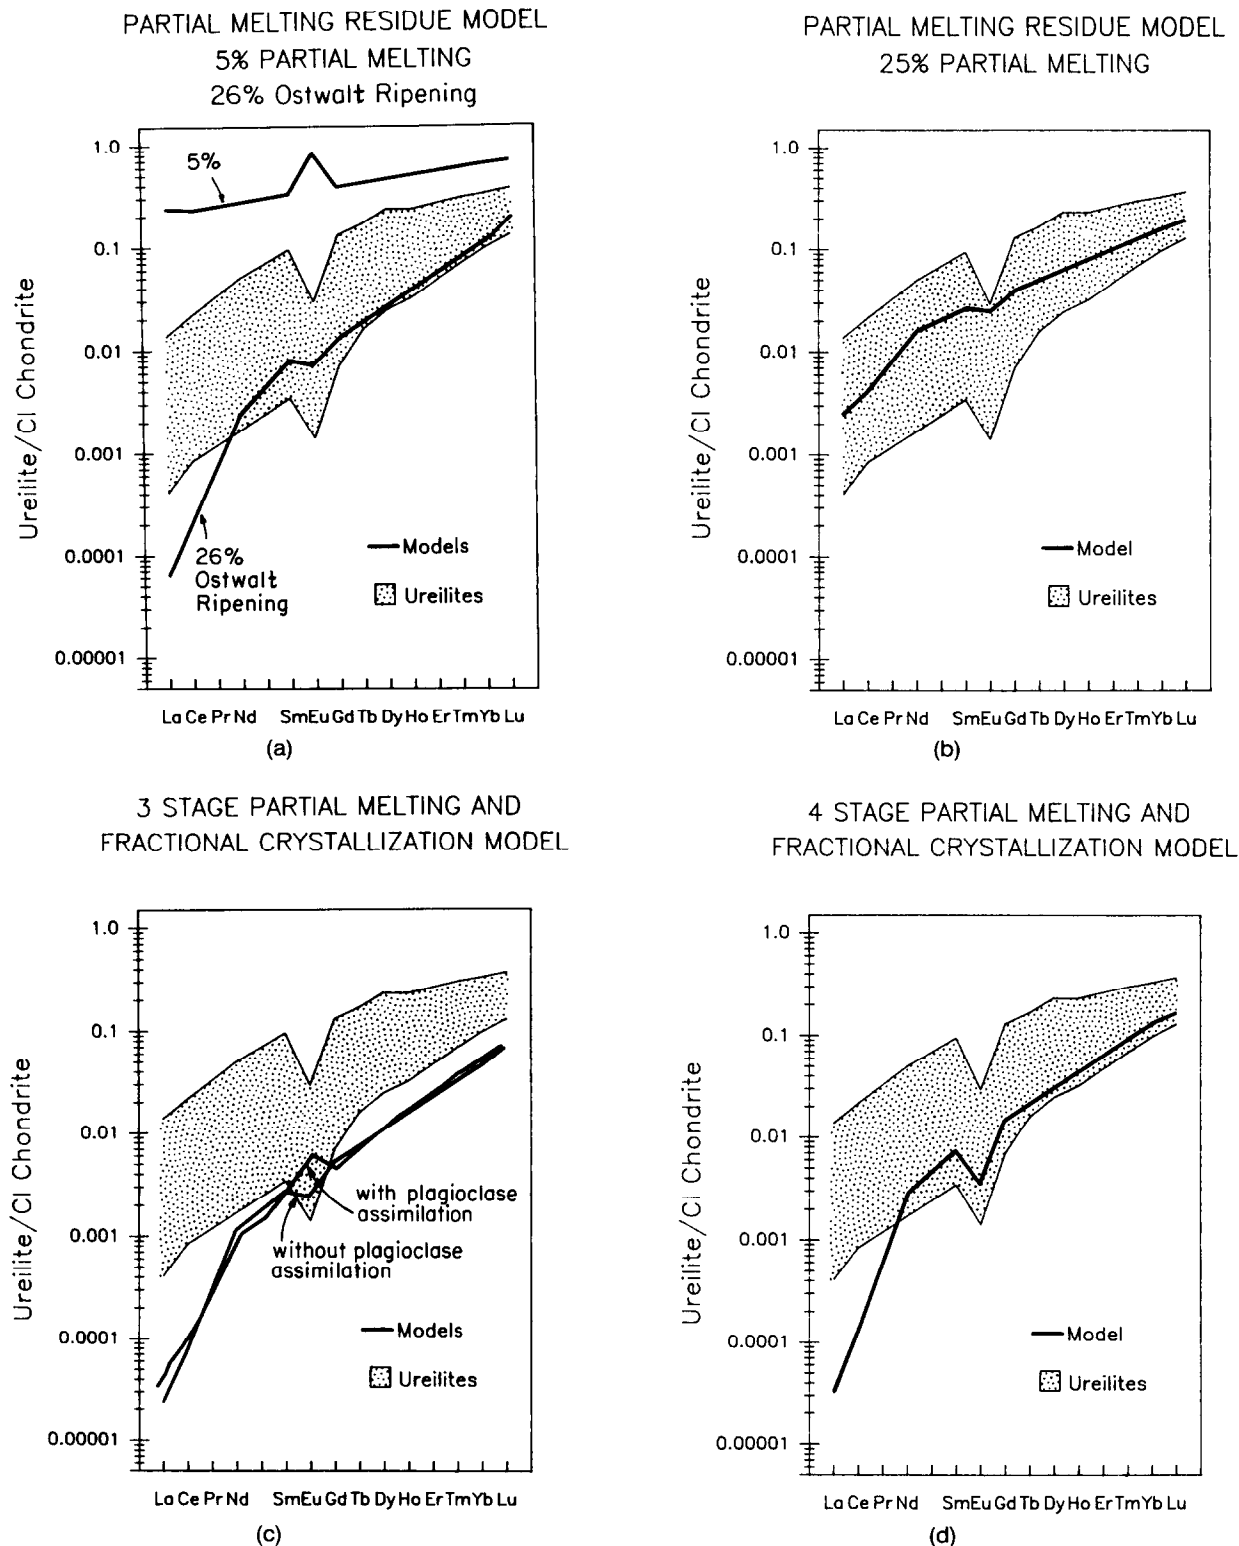 PARTIAL MELTING RESIDUE MODEL
5% PARTIAL MELTING
26% Ostwalt Ripening
Ureilite/CI Chondrite
1.0
0.1
0.01
0.001
0.0001
0.00001
5%
26%
Ostwalt
Ripening
Models
Ureilites
La Ce Pr Nd Sm Eu Gd Tb Dy Ho Er Tm Yb Lu
(a)
PARTIAL MELTING RESIDUE MODEL
25% PARTIAL MELTING
Ureilite/CI Chondrite
1.0
0.1
0.01
0.001
0.0001
0.00001
Model
Ureilites
La Ce Pr Nd Sm Eu Gd Tb Dy Ho Er Tm Yb Lu
(b)
3 STAGE PARTIAL MELTING AND
FRACTIONAL CRYSTALLIZATION MODEL
Ureilite/CI Chondrite
1.0
0.1
0.01
0.001
0.0001
0.00001
with plagioclase
assimilation
without plagioclase
assimilation
Models
Ureilites
La Ce Pr Nd Sm Eu Gd Tb Dy Ho Er Tm Yb Lu
(c)
4 STAGE PARTIAL MELTING AND
FRACTIONAL CRYSTALLIZATION MODEL
Ureilite/CI Chondrite
1.0
0.1
0.01
0.001
0.0001
0.00001
Model
Ureilites
La Ce Pr Nd Sm Eu Gd Tb Dy Ho Er Tm Yb Lu
(d)